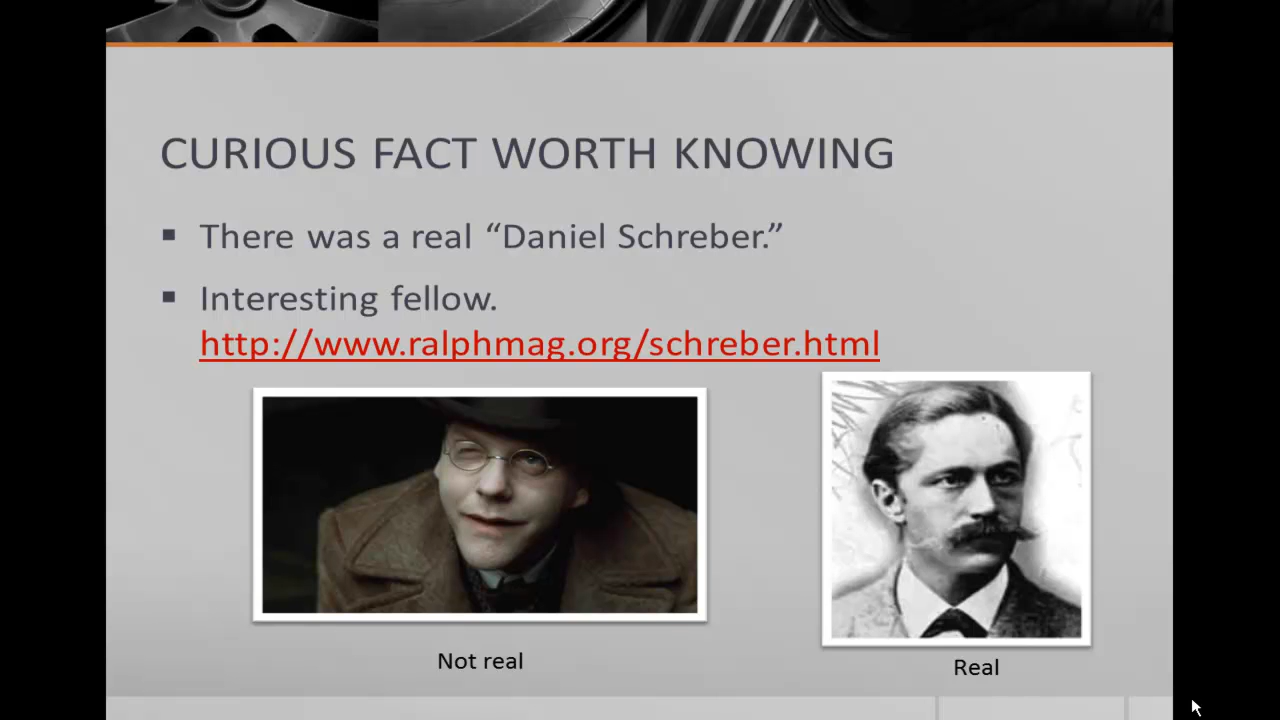 CURIOUS FACT WORTH KNOWING
▪ There was a real “Daniel Schreber.”
▪ Interesting fellow.
http://www.ralphmag.org/schreber.html
Not real
Real